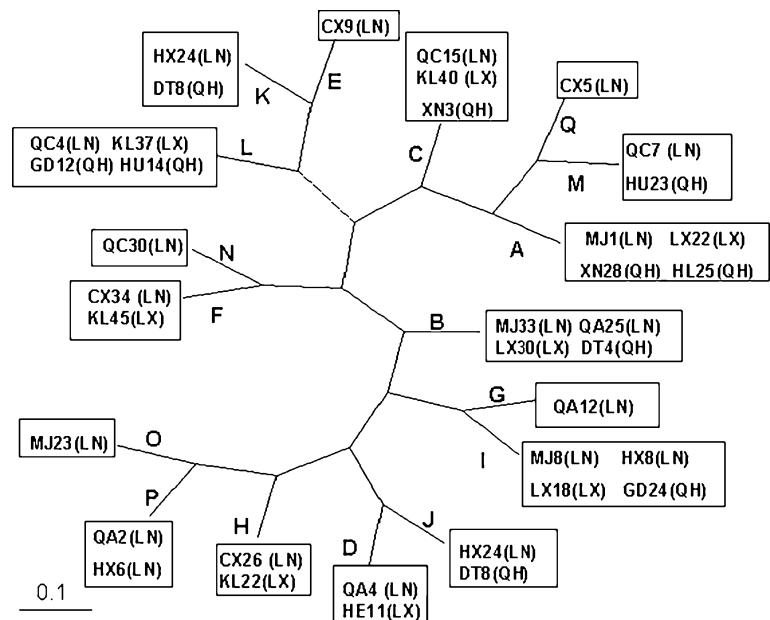 CX9(LN)
HX24(LN)
DT8(QH)
K
E
QC15(LN)
KL40 (LX)
XN3(QH)
CX5(LN)
Q
QC4(LN) KL37(LX)
GD12(QH) HU14(QH)
L
C
M
QC7 (LN)
HU23(QH)
A
MJ1(LN) LX22(LX)
XN28(QH) HL25(QH)
QC30(LN)
N
CX34 (LN)
KL45(LX)
F
B
MJ33(LN) QA25(LN)
LX30(LX) DT4(QH)
G
QA12(LN)
I
MJ8(LN) HX8(LN)
LX18(LX) GD24(QH)
MJ23(LN)
O
P
QA2(LN)
HX6(LN)
H
CX26 (LN)
KL22(LX)
D
J
HX24(LN)
DT8(QH)
QA4 (LN)
HE11(LX)
0.1